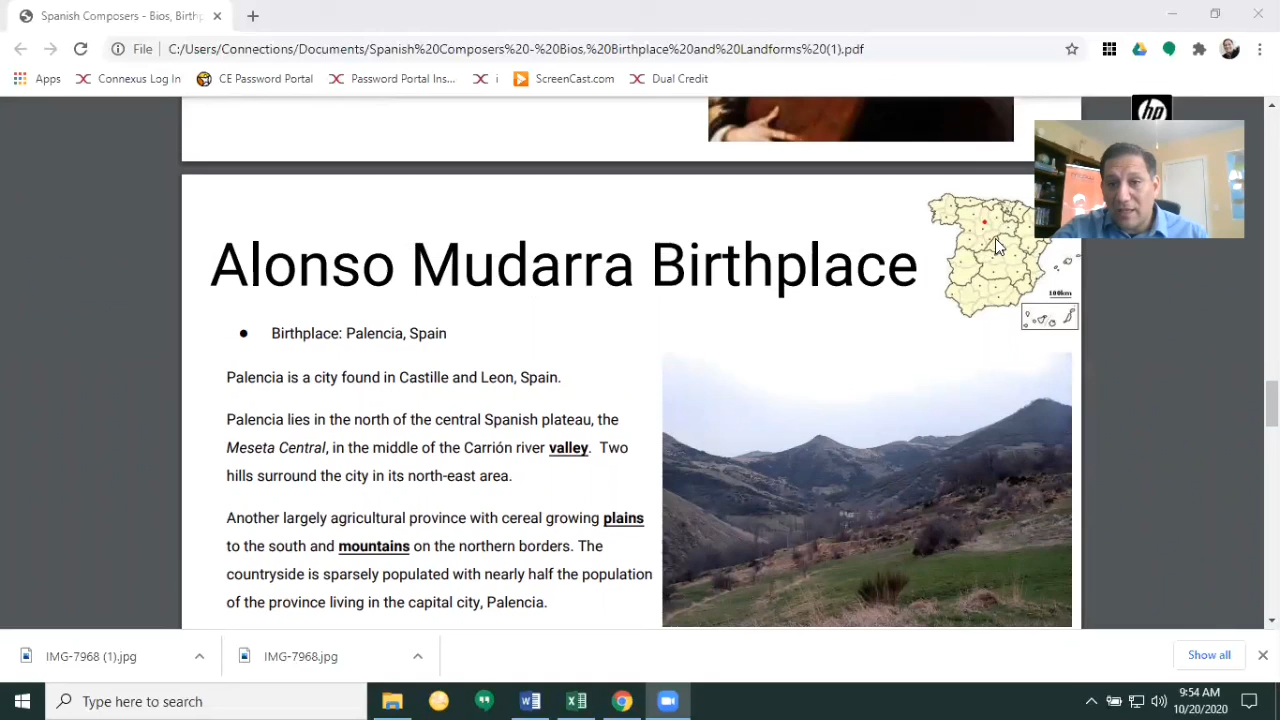 Spanish Composers - Bios, Birthp
File
C:/Users/Connections/Documents/Spanish%20Composers%20-%20Bios,%20Birthplace%20and%20Landforms%20(1).pdf
Apps
Connexus Log In
CE Password Portal
Password Portal Ins...
i
ScreenCast.com
Dual Credit
hp
Alonso Mudarra Birthplace
100km
● Birthplace: Palencia, Spain
Palencia is a city found in Castille and Leon, Spain.
Palencia lies in the north of the central Spanish plateau, the
Meseta Central, in the middle of the Carrión river valley. Two
hills surround the city in its north-east area.
Another largely agricultural province with cereal growing plains
to the south and mountains on the northern borders. The
countryside is sparsely populated with nearly half the population
of the province living in the capital city, Palencia.
IMG-7968 (1).jpg
IMG-7968.jpg
Show all
Type here to search
9:54 AM
10/20/2020